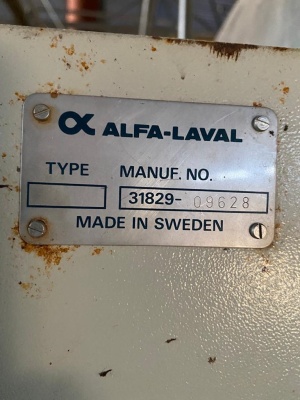 ALFA-LAVAL
TYPE MANUF. NO.
31829- 09628
MADE IN SWEDEN